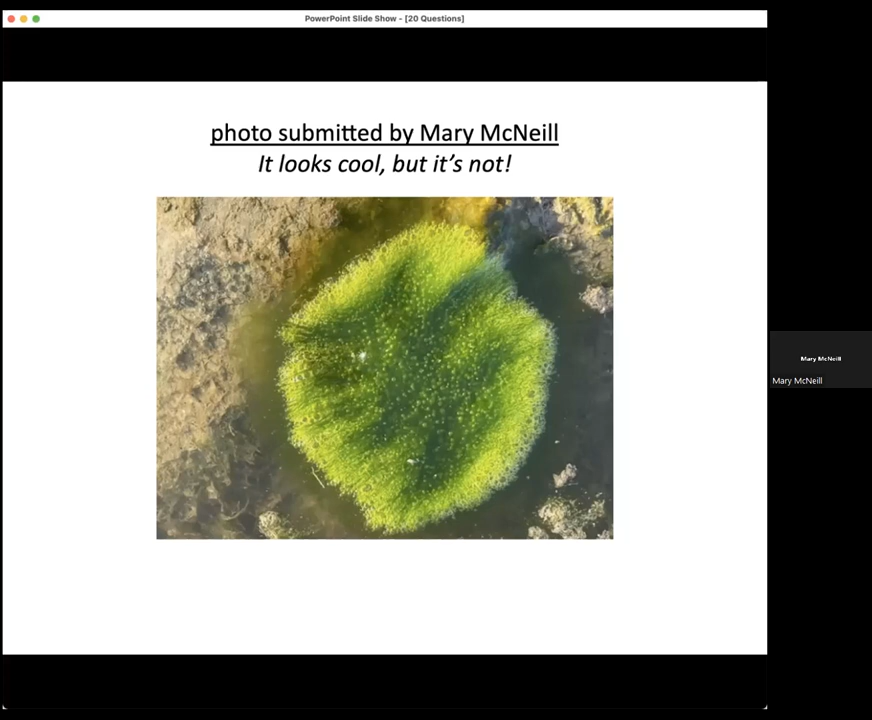 PowerPoint Slide Show - [20 Questions]
photo submitted by Mary McNeill
It looks cool, but it's not!
Mary McNeill
Mary McNeill